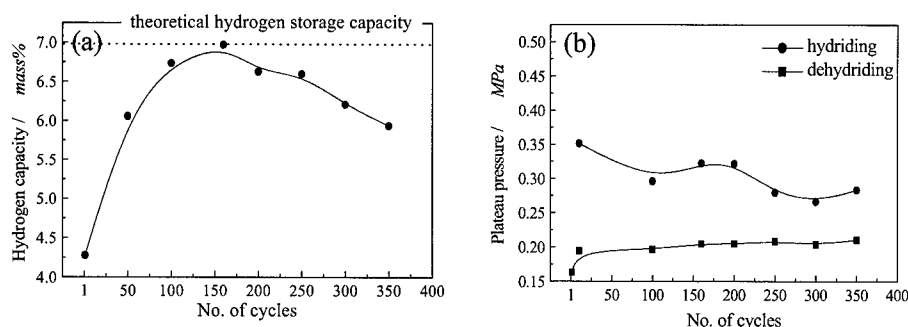 theoretical hydrogen storage capacity
(a)
7.0
6.5
6.0
5.5
5.0
4.5
4.0
Hydrogen capacity / mass%
1 50 100 150 200 250 300 350 400
No. of cycles
(b)
hydriding
dehydriding
0.50
0.45
0.40
0.35
0.30
0.25
0.20
0.15
Plateau pressure / MPa
1 50 100 150 200 250 300 350 400
No. of cycles